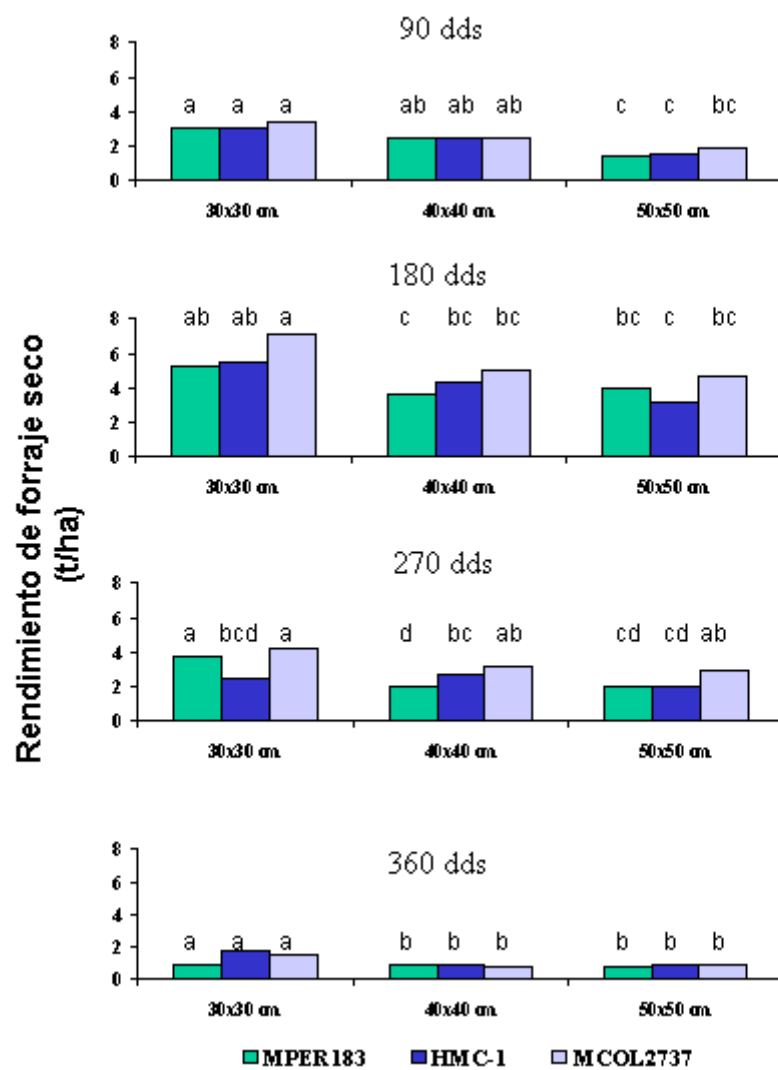 90 dds
8
6
4
2
0
a a a ab ab ab c c bc
30x30 cm. 40x40 cm. 50x50 cm.
180 dds
8
6
4
2
0
ab ab a c bc bc bc c bc
30x30 cm. 40x40 cm. 50x50 cm.
Rendimiento de forraje seco
(t/ha)
270 dds
8
6
4
2
0
a bcd a d bc ab cd cd ab
30x30 cm. 40x40 cm. 50x50 cm.
360 dds
8
6
4
2
0
a a a b b b b b b
30x30 cm. 40x40 cm. 50x50 cm.
MPER183 HMC-1 MCOL2737